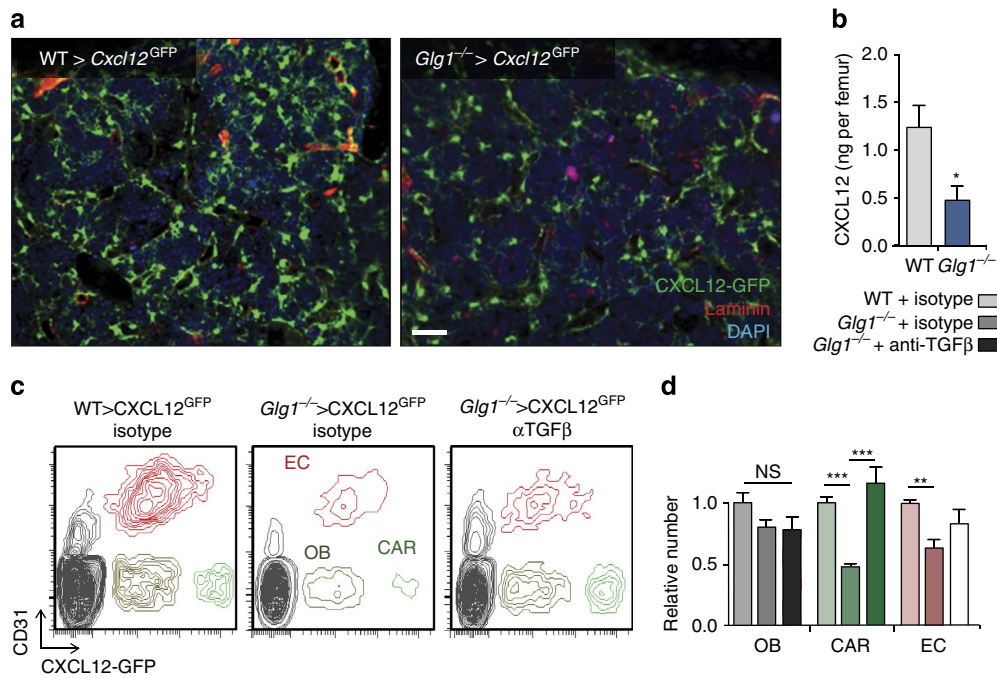 a
WT > Cxcl12GFP
Glg1−/− > Cxcl12GFP
CXCL12-GFP
Laminin
DAPI
b
CXCL12 (ng per femur)
2.0
1.5
1.0
0.5
0.0
*
WT Glg1−/−
WT + isotype
Glg1−/− + isotype
Glg1−/− + anti-TGFβ
c
WT>CXCL12GFP
isotype
Glg1−/−>CXCL12GFP
isotype
Glg1−/−>CXCL12GFP
αTGFβ
EC
OB
CAR
CD31
CXCL12-GFP
d
Relative number
1.0
0.5
0.0
NS
***
***
**
OB
CAR
EC